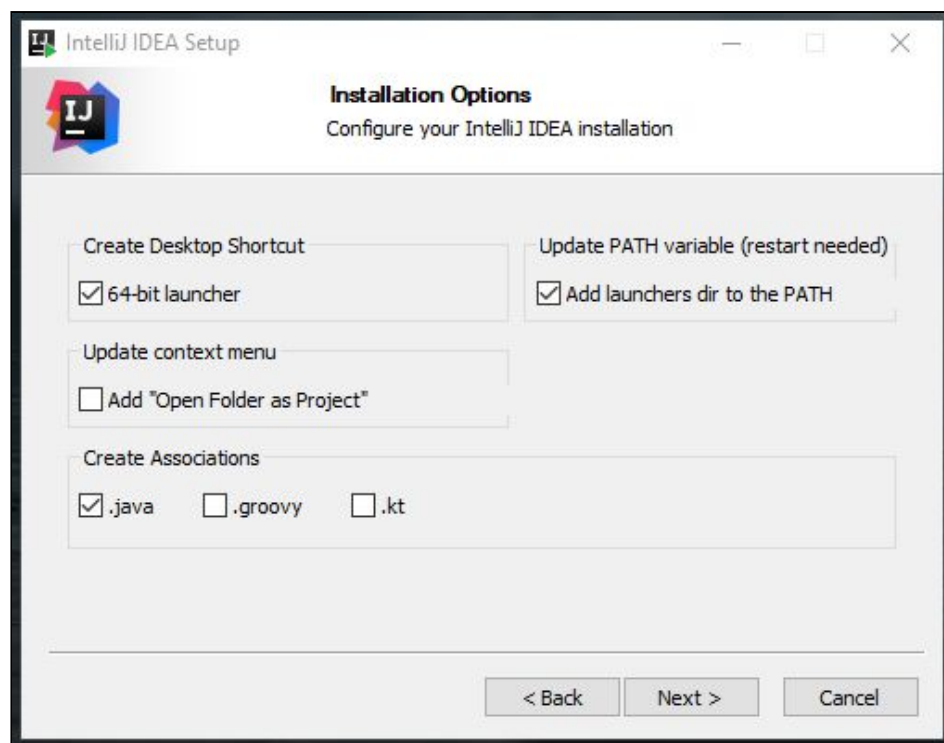 IntelliJ IDEA Setup
IJ
Installation Options
Configure your IntelliJ IDEA installation
Create Desktop Shortcut
64-bit launcher
Update PATH variable (restart needed)
Add launchers dir to the PATH
Update context menu
Add "Open Folder as Project"
Create Associations
.java .groovy .kt
< Back Next > Cancel